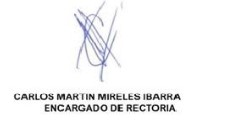 CARLOS MARTIN MIRELES IBARRA
ENCARGADO DE RECTORIA.